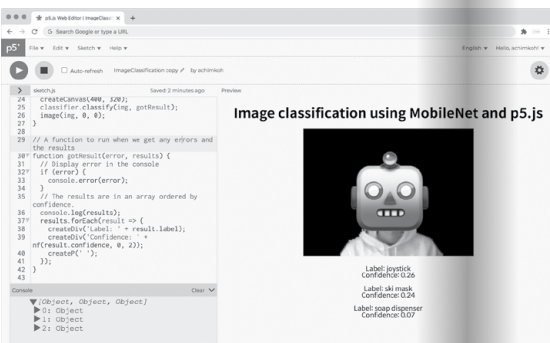 p5.js Web Editor | ImageClassi
Search Google or type a URL
p5* File Edit Sketch Help English Hello, achimkoh!
Auto-refresh ImageClassification copy by achimkoh
sketch.js Saved: 2 minutes ago Preview
24 createCanvas(400, 320);
25 classifier.classify(img, gotResult);
26 image(img, 0, 0);
27 }
28
29 // A function to run when we get any errors and
the results
30 function gotResult(error, results) {
31 // Display error in the console
32 if (error) {
33 console.error(error);
34 }
35 // The results are in an array ordered by
confidence.
36 console.log(results);
37 results.forEach(result => {
38 createDiv('Label: ' + result.label);
39 createDiv('Confidence: ' +
nf(result.confidence, 0, 2));
40 createP(' ');
41 });
42 }
43
Console Clear
[Object, Object, Object]
0: Object
1: Object
2: Object
Image classification using MobileNet and p5.js
Label: joystick
Confidence: 0.26
Label: ski mask
Confidence: 0.24
Label: soap dispenser
Confidence: 0.07